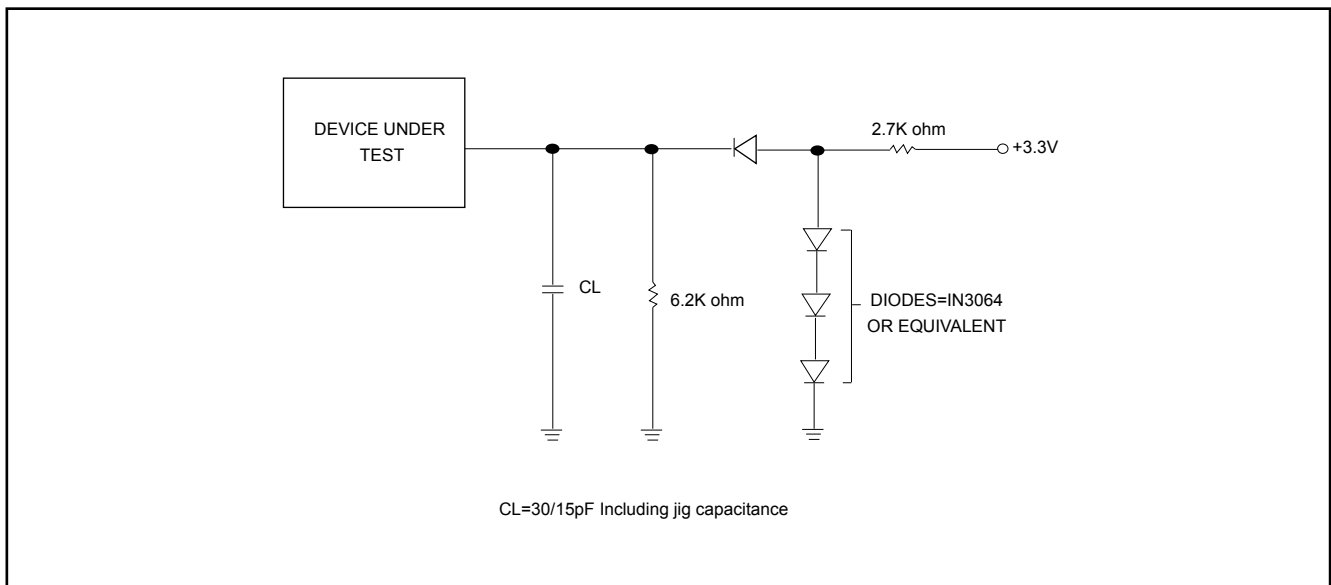 DEVICE UNDER
TEST
2.7K ohm
+3.3V
CL
6.2K ohm
DIODES=IN3064
OR EQUIVALENT
CL=30/15pF Including jig capacitance